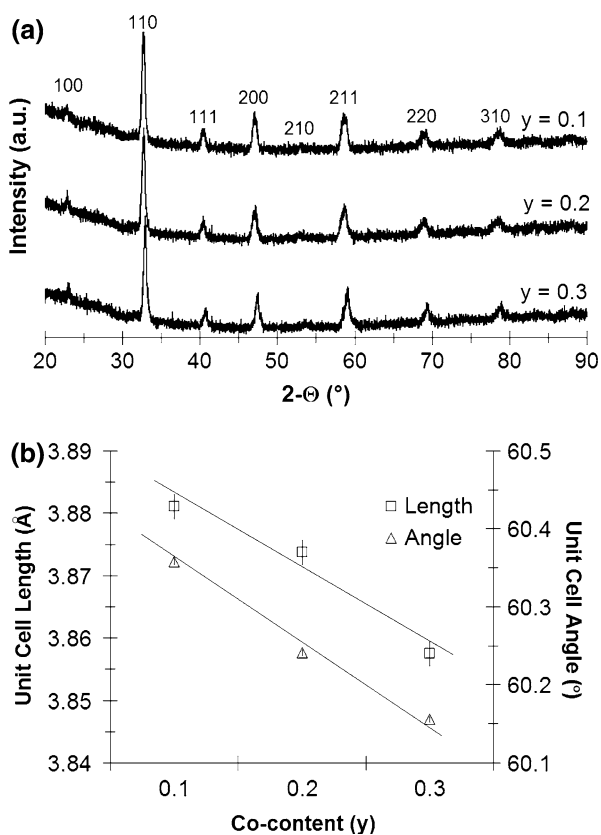 (a)
110
100
111
200
210
211
220
310
y = 0.1
y = 0.2
y = 0.3
Intensity (a.u.)
20 30 40 50 60 70 80 90
2-Θ (°)
(b)
3.89
3.88
3.87
3.86
3.85
3.84
Unit Cell Length (Å)
60.5
60.4
60.3
60.2
60.1
Unit Cell Angle (°)
Length
Angle
0.1 0.2 0.3
Co-content (y)